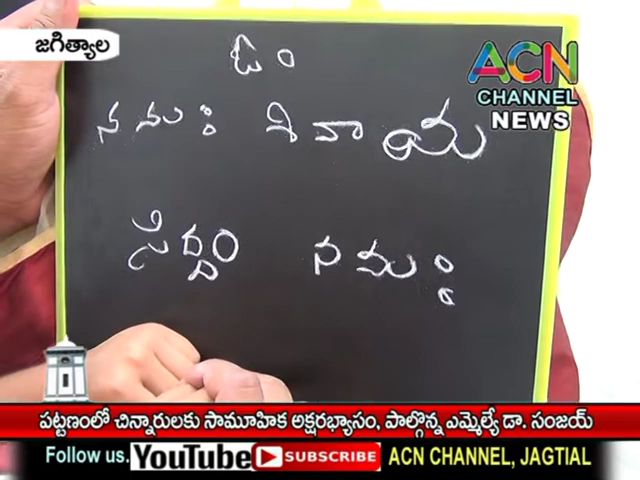 జగిత్యాల
ఓం
ACN
CHANNEL
NEWS
నమః శివాయ
సిద్దం నమః
పట్టణంలో చిన్నారులకు సామూహిక అక్షరభ్యాసం, పాల్గొన్న ఎమ్మెల్యే డా. సంజయ్
Follow us. YouTube SUBSCRIBE ACN CHANNEL, JAGTIAL